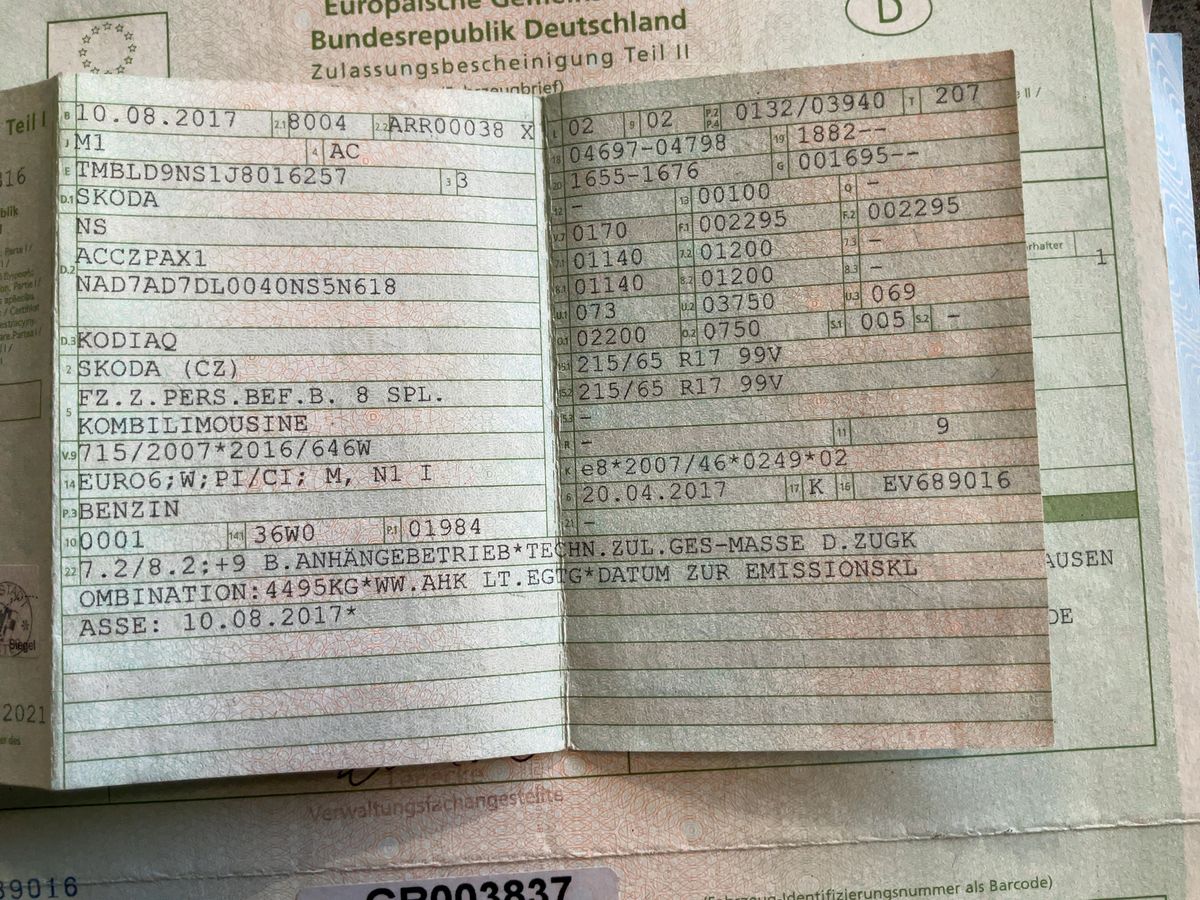 Europäische
Bundesrepublik Deutschland
D
Zulassungsbescheinigung Teil II
Teil I
B 10.08.2017 2.1 8004 2.2 ARR00038 X
J M1 4 AC
E TMBLD9NS1J8016257 3 3
D.1 SKODA
NS
D.2 ACCZPAX1
NAD7AD7DL0040NS5N618
D.3 KODIAQ
2 SKODA (CZ)
5 FZ.Z.PERS.BEF.B. 8 SPL.
KOMBILIMOUSINE
V.9 715/2007*2016/646W
14 EURO6;W;PI/CI; M, N1 I
P.3 BENZIN
10 0001 14.1 36W0 P.1 01984
L 02 9 02 P.2 P.4 0132/03940 T 207
18 04697-04798 19 1882--
20 1655-1676 G 001695--
12 - 13 00100 Q -
V.7 0170 F.1 002295 F.2 002295
7.1 01140 7.2 01200 7.3 -
8.1 01140 8.2 01200 8.3 -
U.1 073 U.2 03750 U.3 069
O.1 02200 O.2 0750 S.1 005 S.2 -
15.1 215/65 R17 99V
15.2 215/65 R17 99V
15.3 -
R - 11 9
K e8*2007/46*0249*02
6 20.04.2017 17 K 16 EV689016
21 -
22 7.2/8.2:+9 B.ANHÄNGEBETRIEB*TECHN.ZUL.GES-MASSE D.ZUGK
OMBINATION:4495KG*WW.AHK LT.EGTG*DATUM ZUR EMISSIONSKL
ASSE: 10.08.2017*
1
AUSEN
DE
Siegel
2021
Verwaltungsfachangestellte
89016
GR003837
(Fahrzeug-Identifizierungsnummer als Barcode)